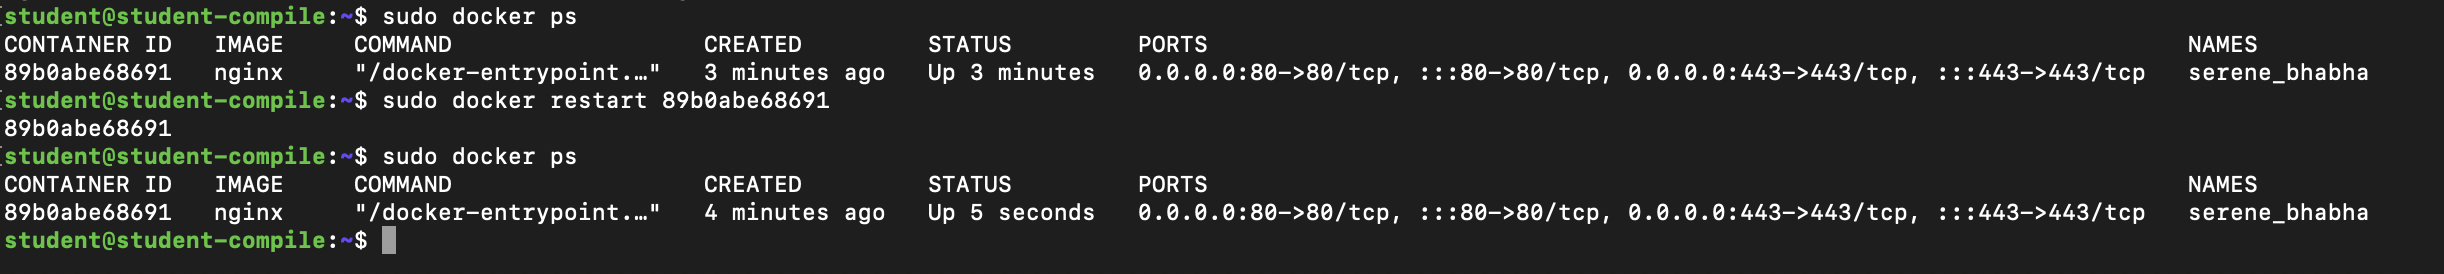 student@student-compile:~$ sudo docker ps
CONTAINER ID   IMAGE     COMMAND                  CREATED         STATUS         PORTS                                                                      NAMES
89b0abe68691   nginx     "/docker-entrypoint.…"   3 minutes ago   Up 3 minutes   0.0.0.0:80->80/tcp, :::80->80/tcp, 0.0.0.0:443->443/tcp, :::443->443/tcp   serene_bhabha
student@student-compile:~$ sudo docker restart 89b0abe68691
89b0abe68691
student@student-compile:~$ sudo docker ps
CONTAINER ID   IMAGE     COMMAND                  CREATED         STATUS         PORTS                                                                      NAMES
89b0abe68691   nginx     "/docker-entrypoint.…"   4 minutes ago   Up 5 seconds   0.0.0.0:80->80/tcp, :::80->80/tcp, 0.0.0.0:443->443/tcp, :::443->443/tcp   serene_bhabha
student@student-compile:~$